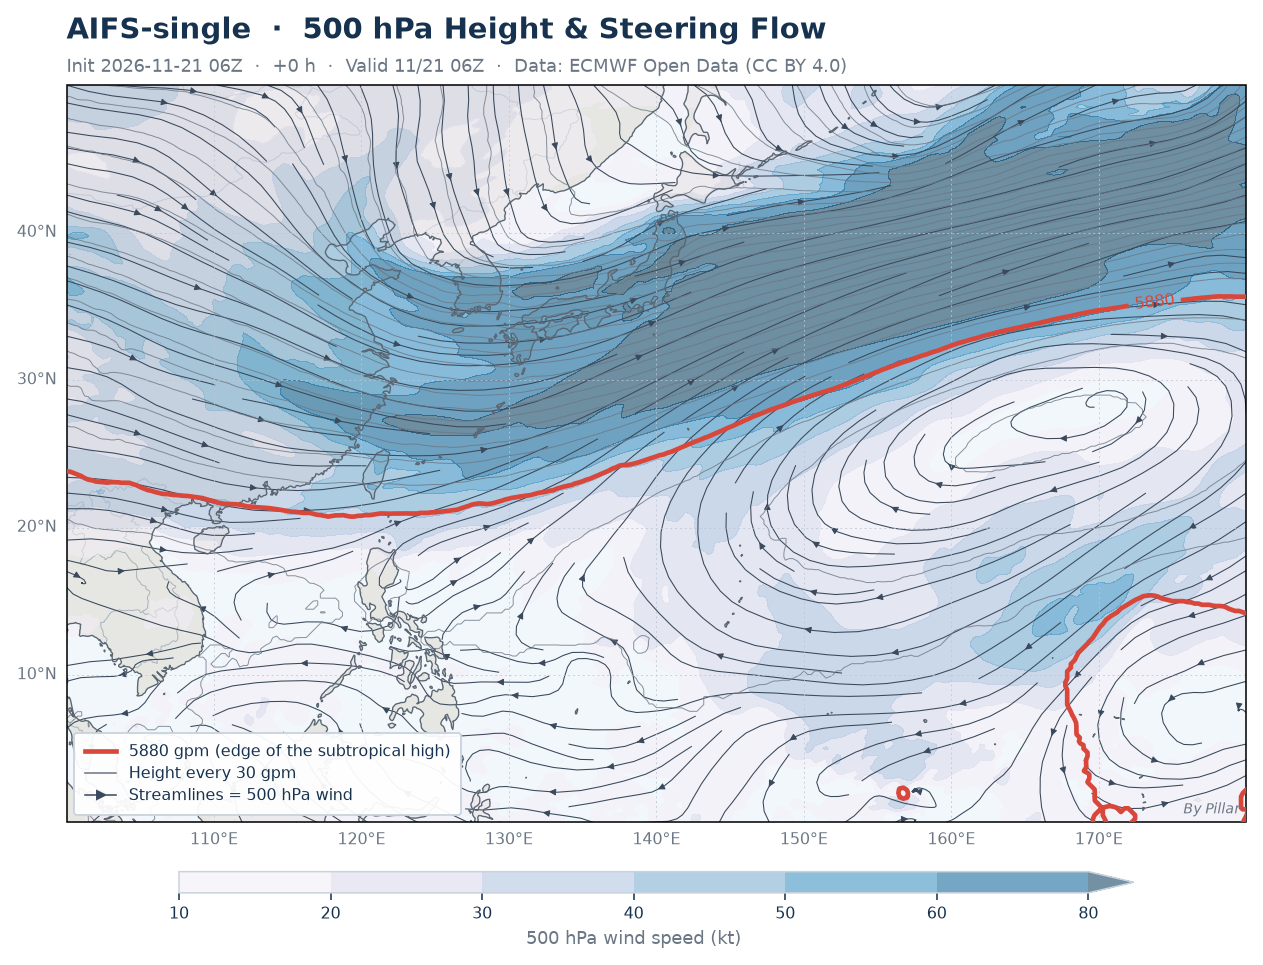 AIFS-single · 500 hPa Height & Steering Flow
Init 2026-11-21 06Z · +0 h · Valid 11/21 06Z · Data: ECMWF Open Data (CC BY 4.0)
40°N
5880
30°N
20°N
10°N
5880 gpm (edge of the subtropical high)
Height every 30 gpm
Streamlines = 500 hPa wind
By Pillar
110°E 120°E 130°E 140°E 150°E 160°E 170°E
10 20 30 40 50 60 80
500 hPa wind speed (kt)